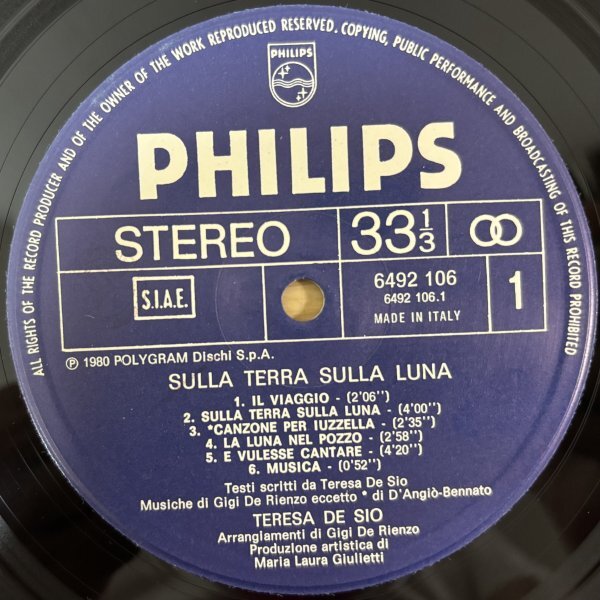 ALL RIGHTS OF THE RECORD PRODUCER AND OF THE OWNER OF THE WORK REPRODUCED RESERVED. COPYING, PUBLIC PERFORMANCE AND BROADCASTING OF THIS RECORD PROHIBITED
PHILIPS
PHILIPS
STEREO 33 1/3
S.I.A.E. 6492 106 1
6492 106.1
MADE IN ITALY
Ⓟ 1980 POLYGRAM Dischi S.p.A.
SULLA TERRA SULLA LUNA
1. IL VIAGGIO - (2'06'')
2. SULLA TERRA SULLA LUNA - (4'00'')
3. *CANZONE PER IUZZELLA - (2'35'')
4. LA LUNA NEL POZZO - (2'58'')
5. E VULESSE CANTARE - (4'20'')
6. MUSICA - (0'52'')
Testi scritti da Teresa De Sio
Musiche di Gigi De Rienzo eccetto * di D'Angiò-Bennato
TERESA DE SIO
Arrangiamenti di Gigi De Rienzo
Produzione artistica di
Maria Laura Giulietti